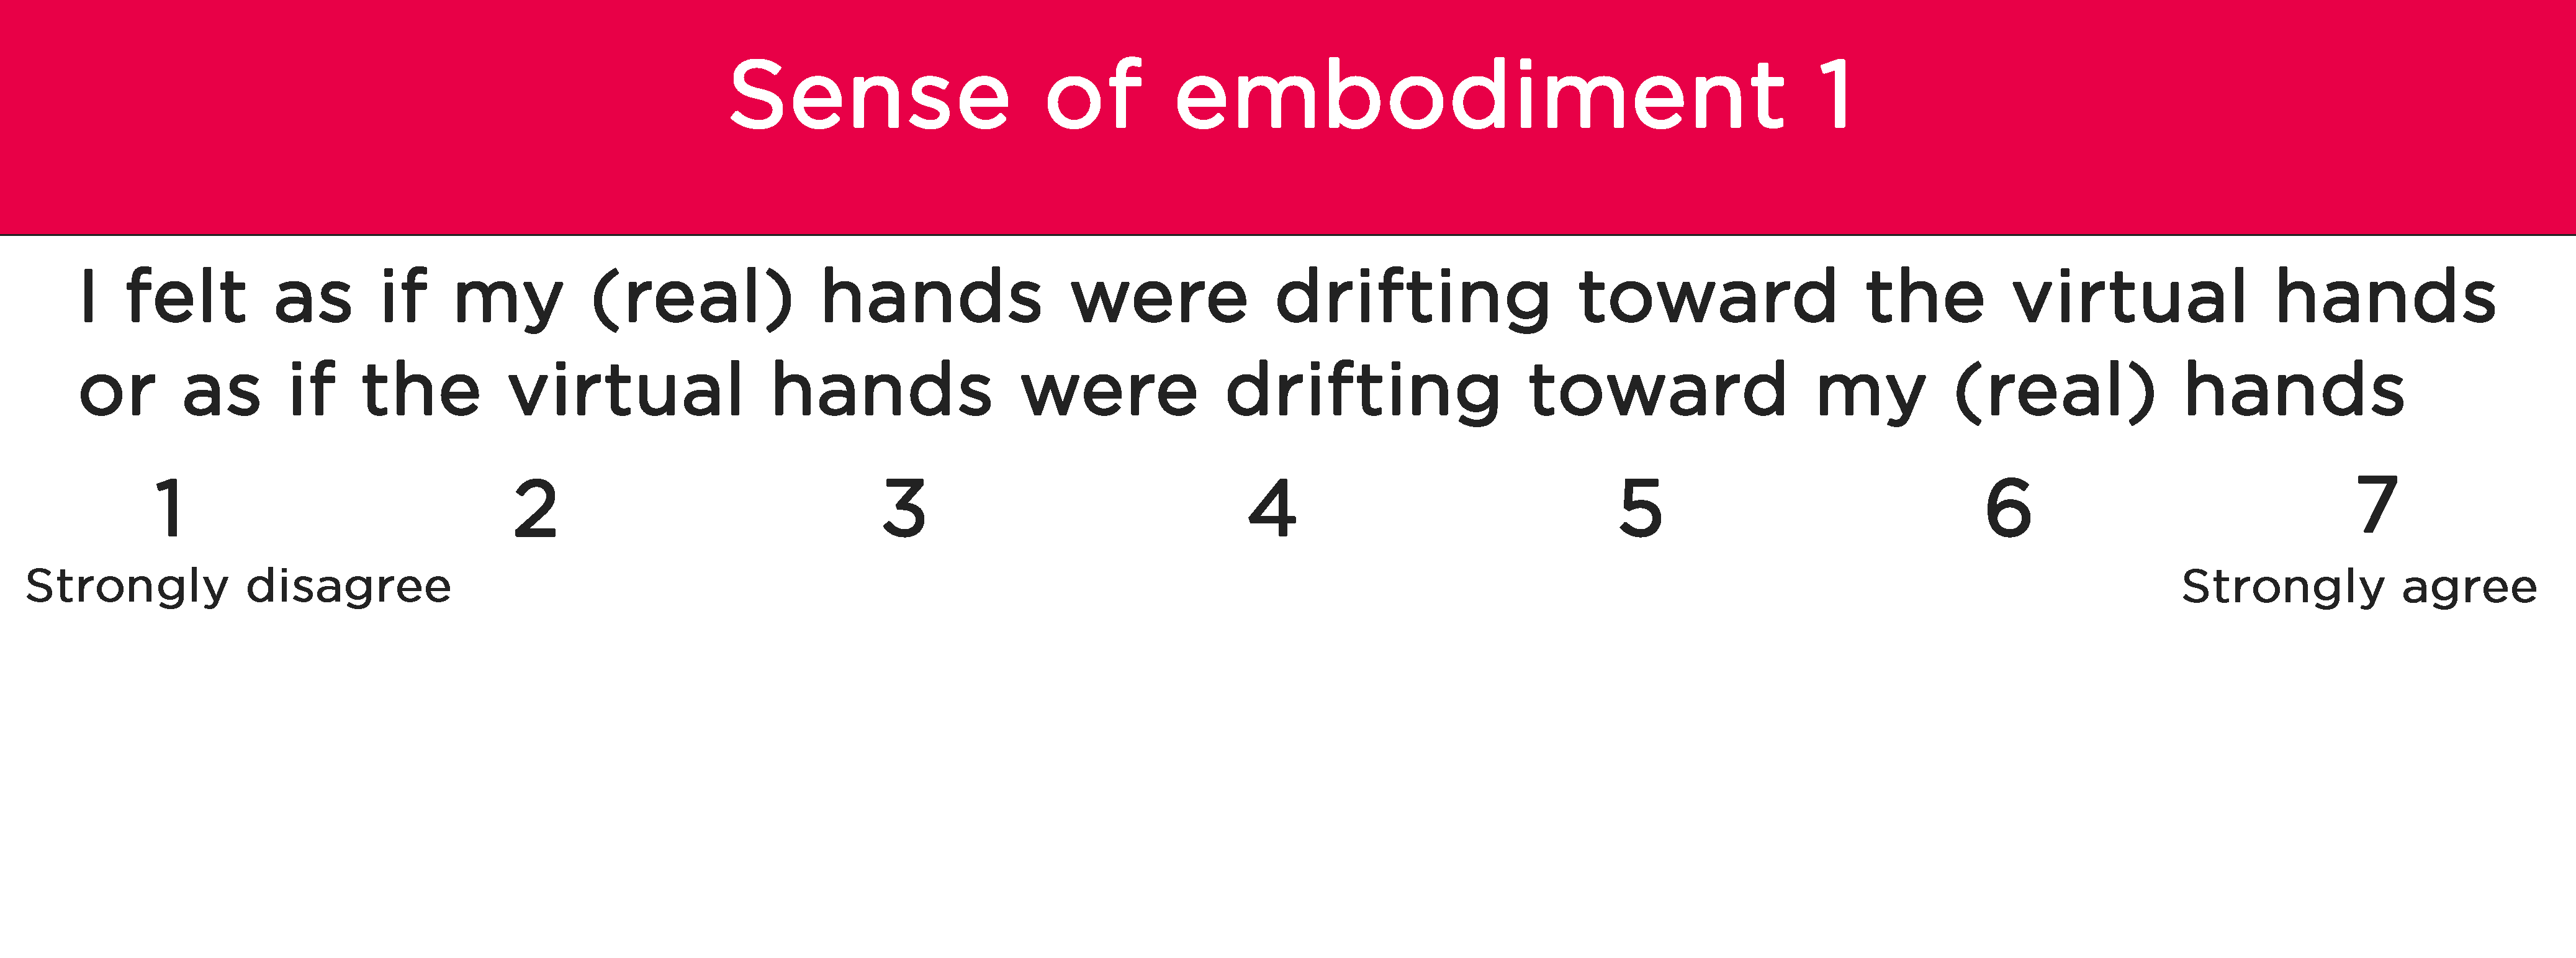 Sense of embodiment 1
I felt as if my (real) hands were drifting toward the virtual hands
or as if the virtual hands were drifting toward my (real) hands
1 2 3 4 5 6 7
Strongly disagree Strongly agree